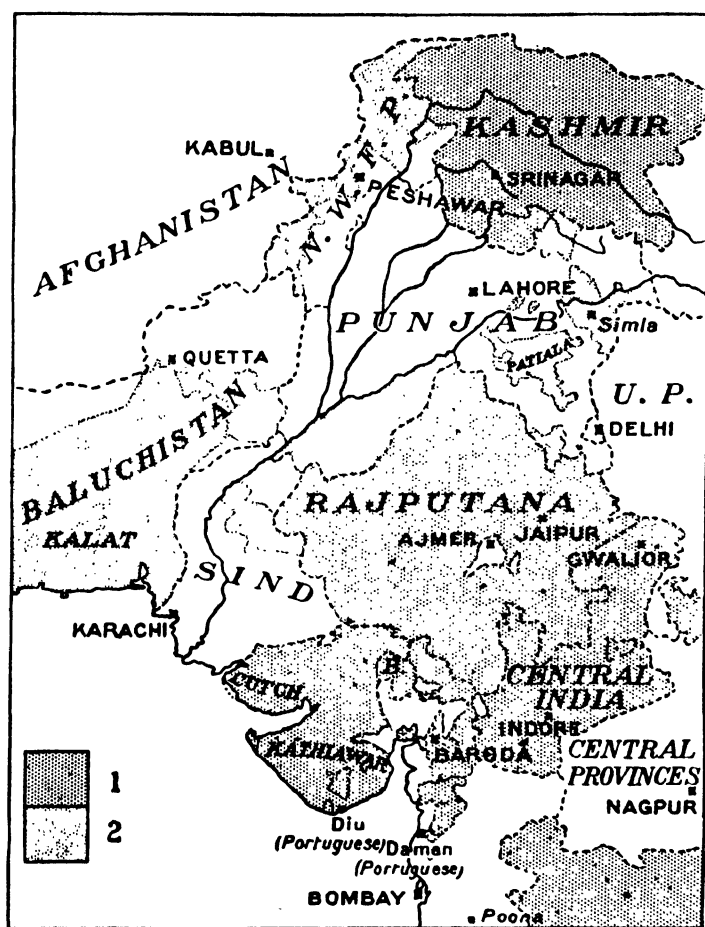 KASHMIR
KABUL
N. W. F. P.
SRINAGAR
PESHAWAR
AFGHANISTAN
LAHORE
PUNJAB
Simla
PATIALA
QUETTA
U. P.
DELHI
BALUCHISTAN
RAJPUTANA
KALAT
AJMER
JAIPUR
GWALIOR
SIND
KARACHI
B
CUTCH
CENTRAL
INDIA
INDORE
KATHIAWAR
BARODA
CENTRAL
PROVINCES
1
NAGPUR
2
Diu
(Portuguese)
Daman
(Portuguese)
BOMBAY
Poona